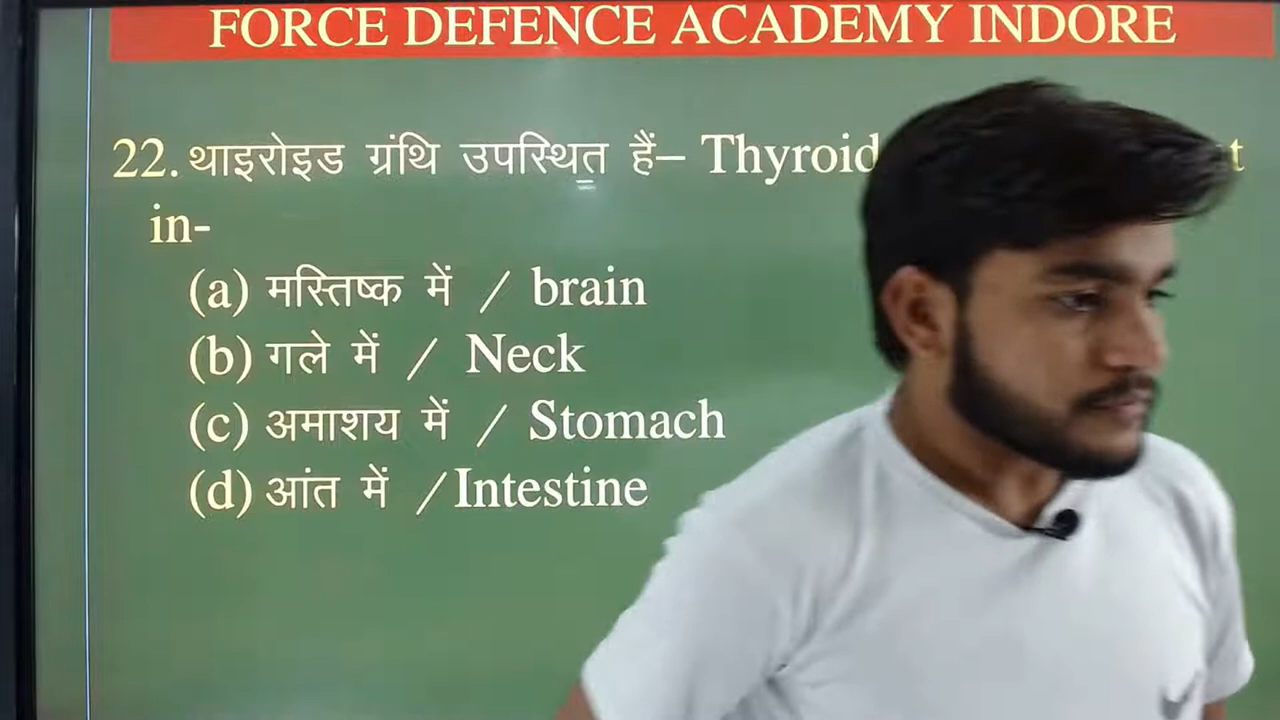 FORCE DEFENCE ACADEMY INDORE
22. थाइरोइड ग्रंथि उपस्थित हैं– Thyroid
in-
(a) मस्तिष्क में / brain
(b) गले में / Neck
(c) अमाशय में / Stomach
(d) आंत में /Intestine